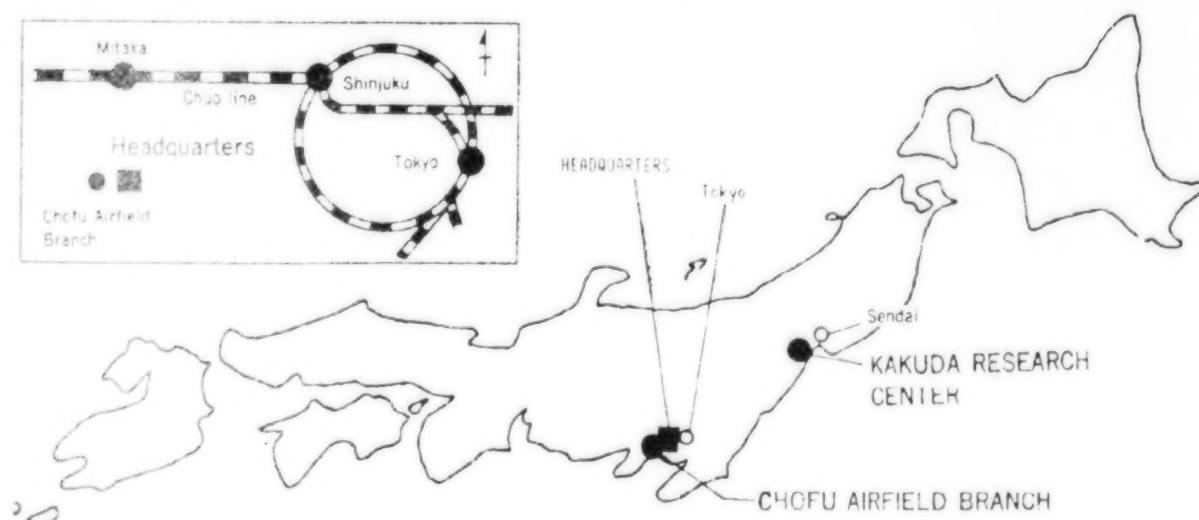 Mitaka
Shinjuku
Chuo line
Headquarters
Tokyo
Chofu Airfield
Branch
HEADQUARTERS
Tokyo
Sendai
KAKUDA RESEARCH
CENTER
CHOFU AIRFIELD BRANCH